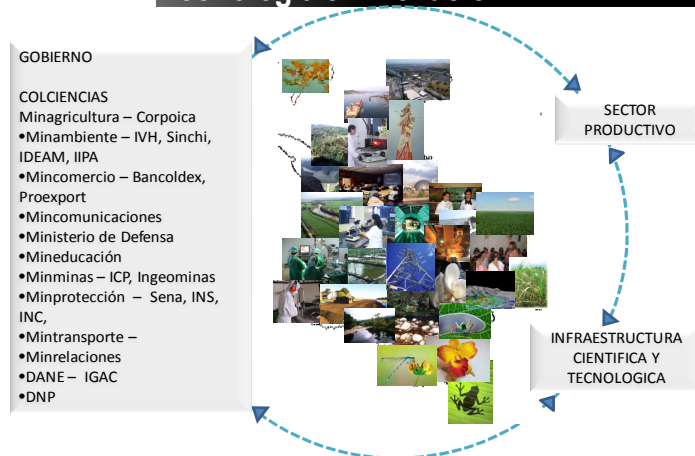 GOBIERNO
COLCIENCIAS
Minagricultura – Corpoica
•Minambiente – IVH, Sinchi,
IDEAM, IIPA
•Mincomercio – Bancoldex,
Proexport
•Mincomunicaciones
•Ministerio de Defensa
•Mineducación
•Minminas – ICP, Ingeominas
•Minprotección – Sena, INS,
INC,
•Mintransporte –
•Minrelaciones
•DANE – IGAC
•DNP
SECTOR
PRODUCTIVO
INFRAESTRUCTURA
CIENTIFICA Y
TECNOLOGICA